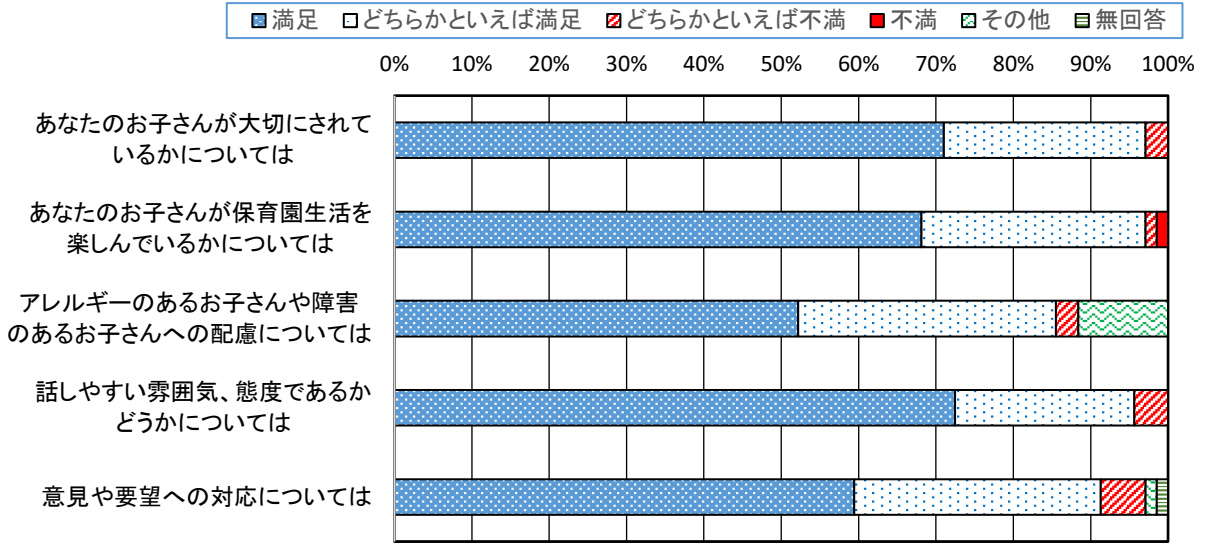 満足 どちらかといえば満足 どちらかといえば不満 不満 その他 無回答
0% 10% 20% 30% 40% 50% 60% 70% 80% 90% 100%
あなたのお子さんが大切にされて
いるかについては
あなたのお子さんが保育園生活を
楽しんでいるかについては
アレルギーのあるお子さんや障害
のあるお子さんへの配慮については
話しやすい雰囲気、態度であるか
どうかについては
意見や要望への対応については